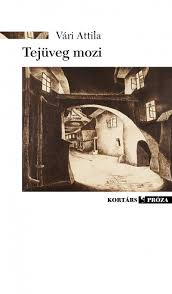 Vári Attila
Tejüveg mozi
KORTÁRS PRÓZA